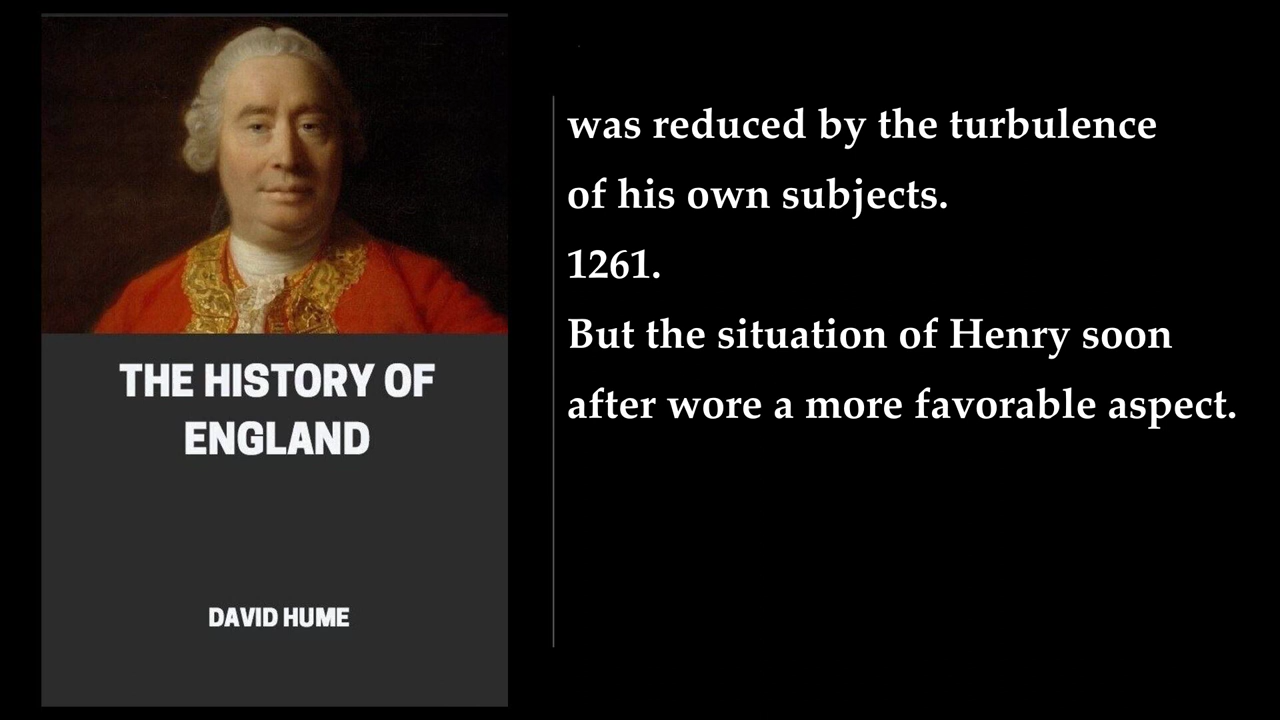 THE HISTORY OF
ENGLAND
DAVID HUME
was reduced by the turbulence
of his own subjects.
1261.
But the situation of Henry soon
after wore a more favorable aspect.